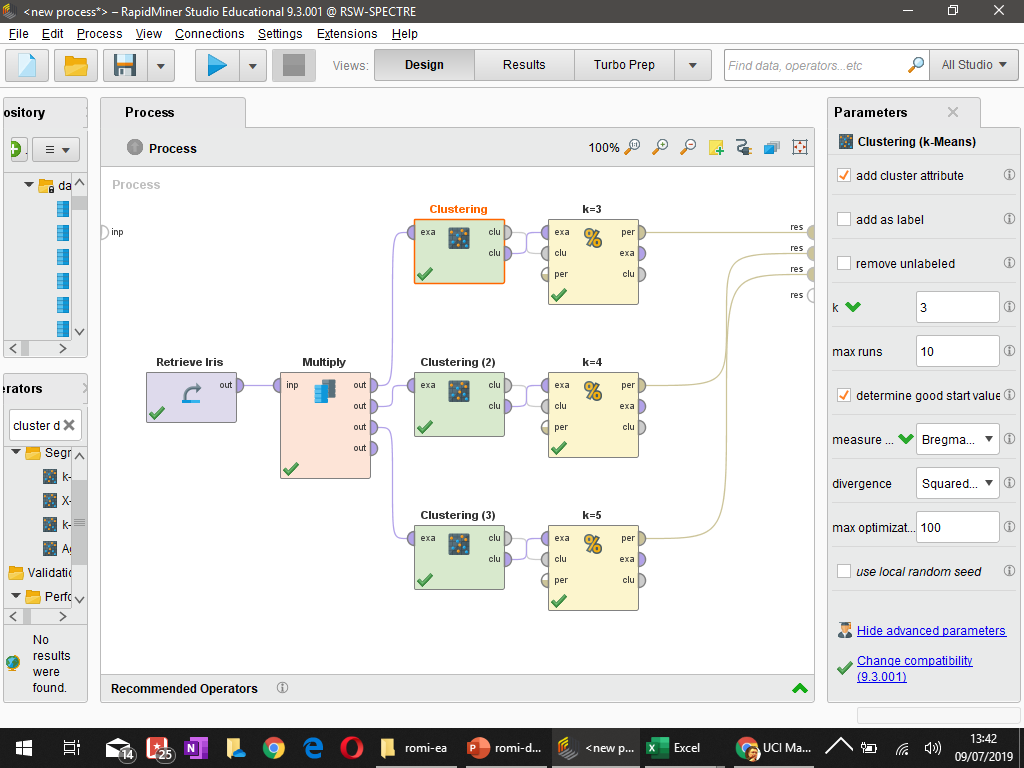 <new process*> – RapidMiner Studio Educational 9.3.001 @ RSW-SPECTRE
File Edit Process View Connections Settings Extensions Help
Views: Design Results Turbo Prep
Find data, operators...etc
All Studio
ository
da
erators
cluster d
Segr
k-
X-
k-
Ag
Validatic
Perfo
No
results
were
found.
Process
Process
100%
Process
inp
Retrieve Iris
out
Multiply
inp out
out
out
out
Clustering
exa clu
clu
k=3
exa per
clu exa
per clu
Clustering (2)
exa clu
clu
k=4
exa per
clu exa
per clu
Clustering (3)
exa clu
clu
k=5
exa per
clu exa
per clu
res
res
res
res
Recommended Operators
Parameters
Clustering (k-Means)
add cluster attribute
add as label
remove unlabeled
k 3
max runs 10
determine good start value
measure ... Bregma...
divergence Squared...
max optimizat... 100
use local random seed
Hide advanced parameters
Change compatibility
(9.3.001)
14
25
romi-ea
romi-d...
<new p...
Excel
UCI Ma...
13:42
09/07/2019